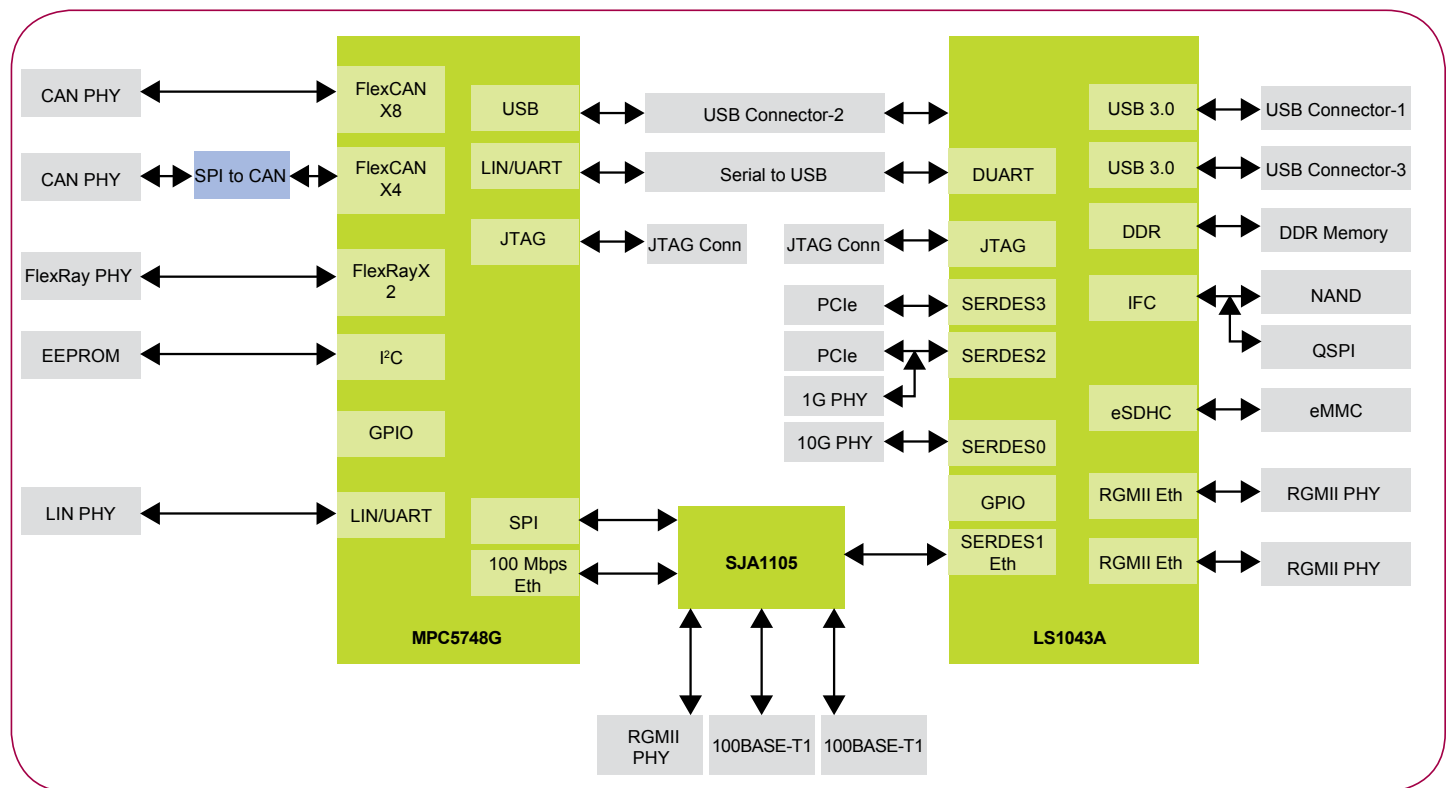 CAN PHY
FlexCAN
X8
USB
USB Connector-2
USB 3.0
USB Connector-1
CAN PHY
SPI to CAN
FlexCAN
X4
LIN/UART
Serial to USB
DUART
USB 3.0
USB Connector-3
JTAG
JTAG Conn
JTAG Conn
JTAG
DDR
DDR Memory
FlexRay PHY
FlexRayX
2
PCIe
SERDES3
IFC
NAND
EEPROM
I²C
PCIe
SERDES2
QSPI
1G PHY
GPIO
eSDHC
eMMC
10G PHY
SERDES0
LIN PHY
LIN/UART
SPI
GPIO
RGMII Eth
RGMII PHY
100 Mbps
Eth
SJA1105
SERDES1
Eth
RGMII Eth
RGMII PHY
MPC5748G
LS1043A
RGMII
PHY
100BASE-T1
100BASE-T1